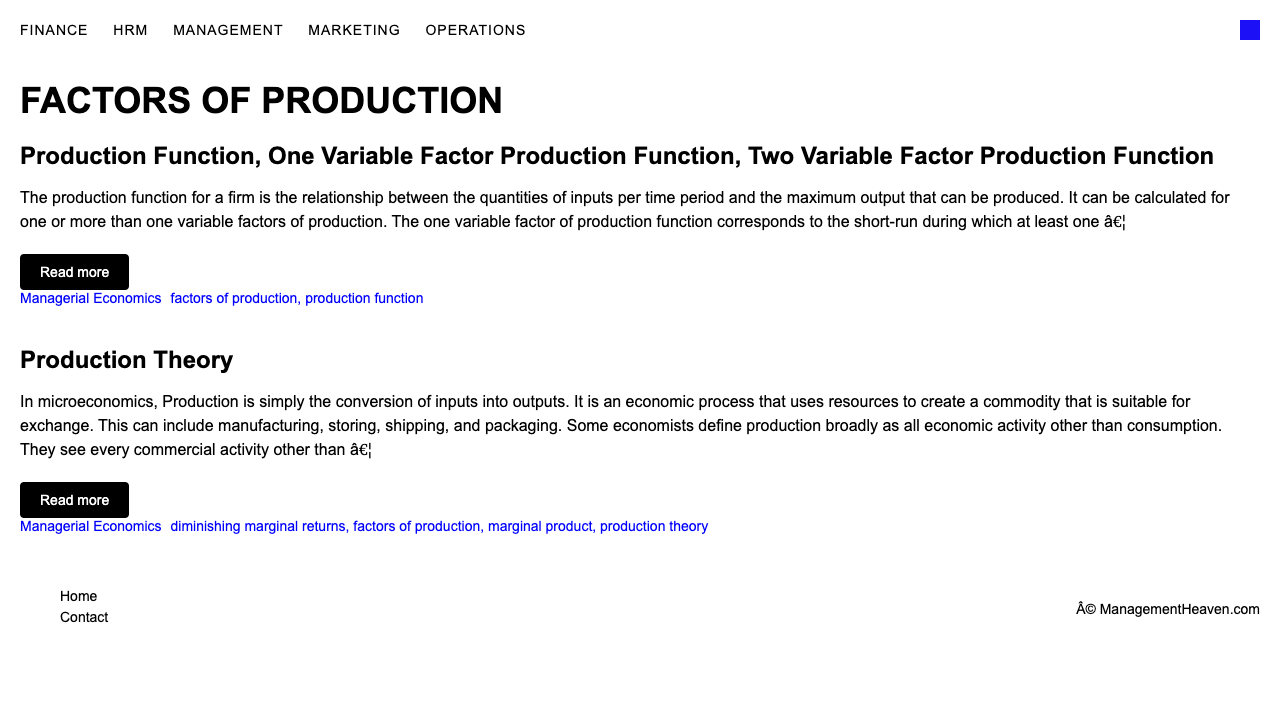 FINANCE HRM MANAGEMENT MARKETING OPERATIONS
FACTORS OF PRODUCTION
Production Function, One Variable Factor Production Function, Two Variable Factor Production Function
The production function for a firm is the relationship between the quantities of inputs per time period and the maximum output that can be produced. It can be calculated for
one or more than one variable factors of production. The one variable factor of production function corresponds to the short-run during which at least one â€¦
Read more
Managerial Economics factors of production, production function
Production Theory
In microeconomics, Production is simply the conversion of inputs into outputs. It is an economic process that uses resources to create a commodity that is suitable for
exchange. This can include manufacturing, storing, shipping, and packaging. Some economists define production broadly as all economic activity other than consumption.
They see every commercial activity other than â€¦
Read more
Managerial Economics diminishing marginal returns, factors of production, marginal product, production theory
Home
Contact
Â© ManagementHeaven.com